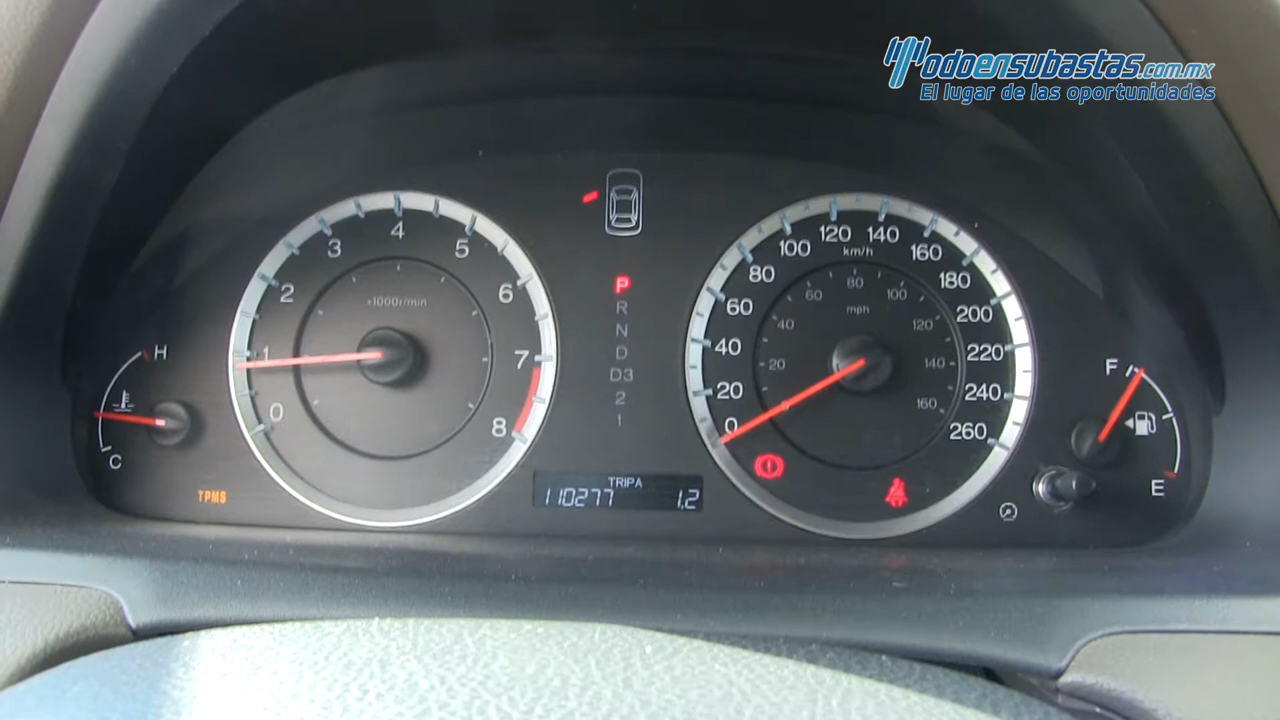 Todoensubastas.com.mx
El lugar de las oportunidades
0
1
2
3
4
5
6
7
8
x1000r/min
H
C
TPMS
P
R
N
D
D3
2
1
TRIP A
110277 1.2
0
20
40
60
80
100
120
140
160
180
200
220
240
260
km/h
20
40
60
80
100
120
140
160
mph
F
E